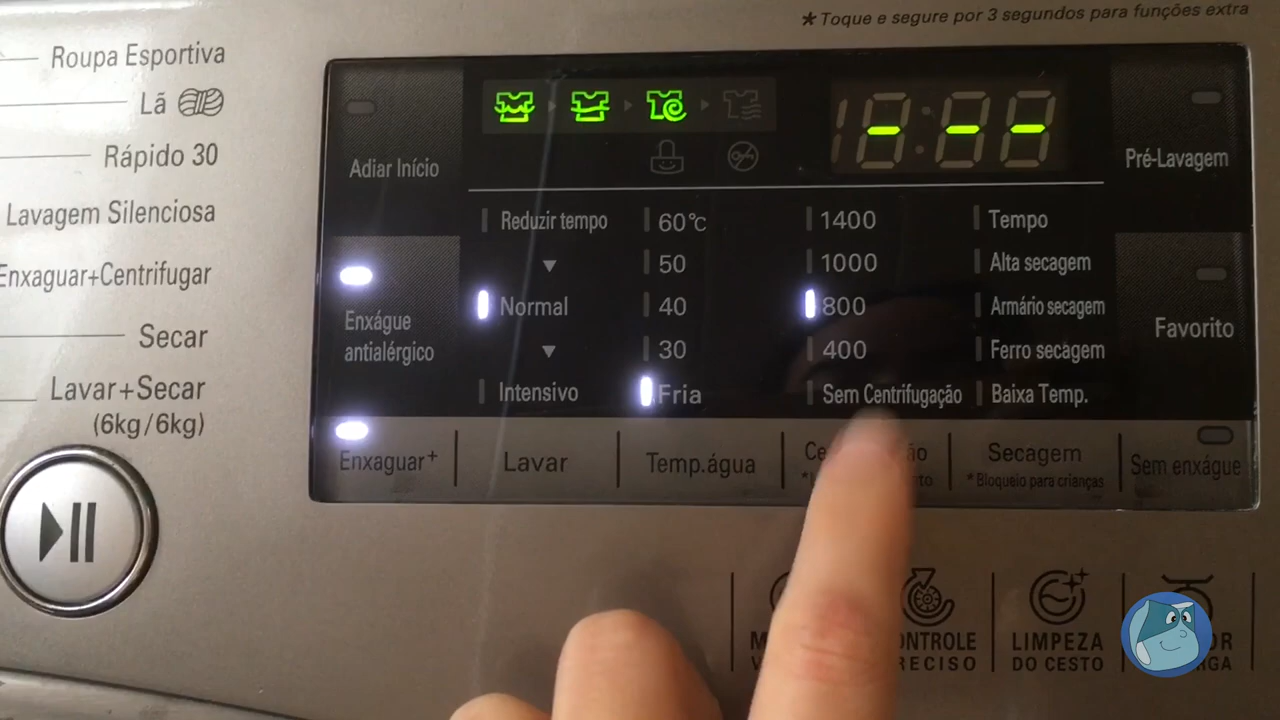 * Toque e segure por 3 segundos para funções extra
Roupa Esportiva
Lã
Rápido 30
Lavagem Silenciosa
Enxaguar+Centrifugar
Secar
Lavar+Secar
(6kg/6kg)
Adiar Início
Enxágue
antialérgico
Enxaguar+
Reduzir tempo
Normal
Intensivo
Lavar
60°C
50
40
30
Fria
Temp.água
1400
1000
800
400
Sem Centrifugação
Tempo
Alta secagem
Armário secagem
Ferro secagem
Baixa Temp.
Secagem
*Bloqueio para crianças
Pré-Lavagem
Favorito
Sem enxágue
LIMPEZA
DO CESTO